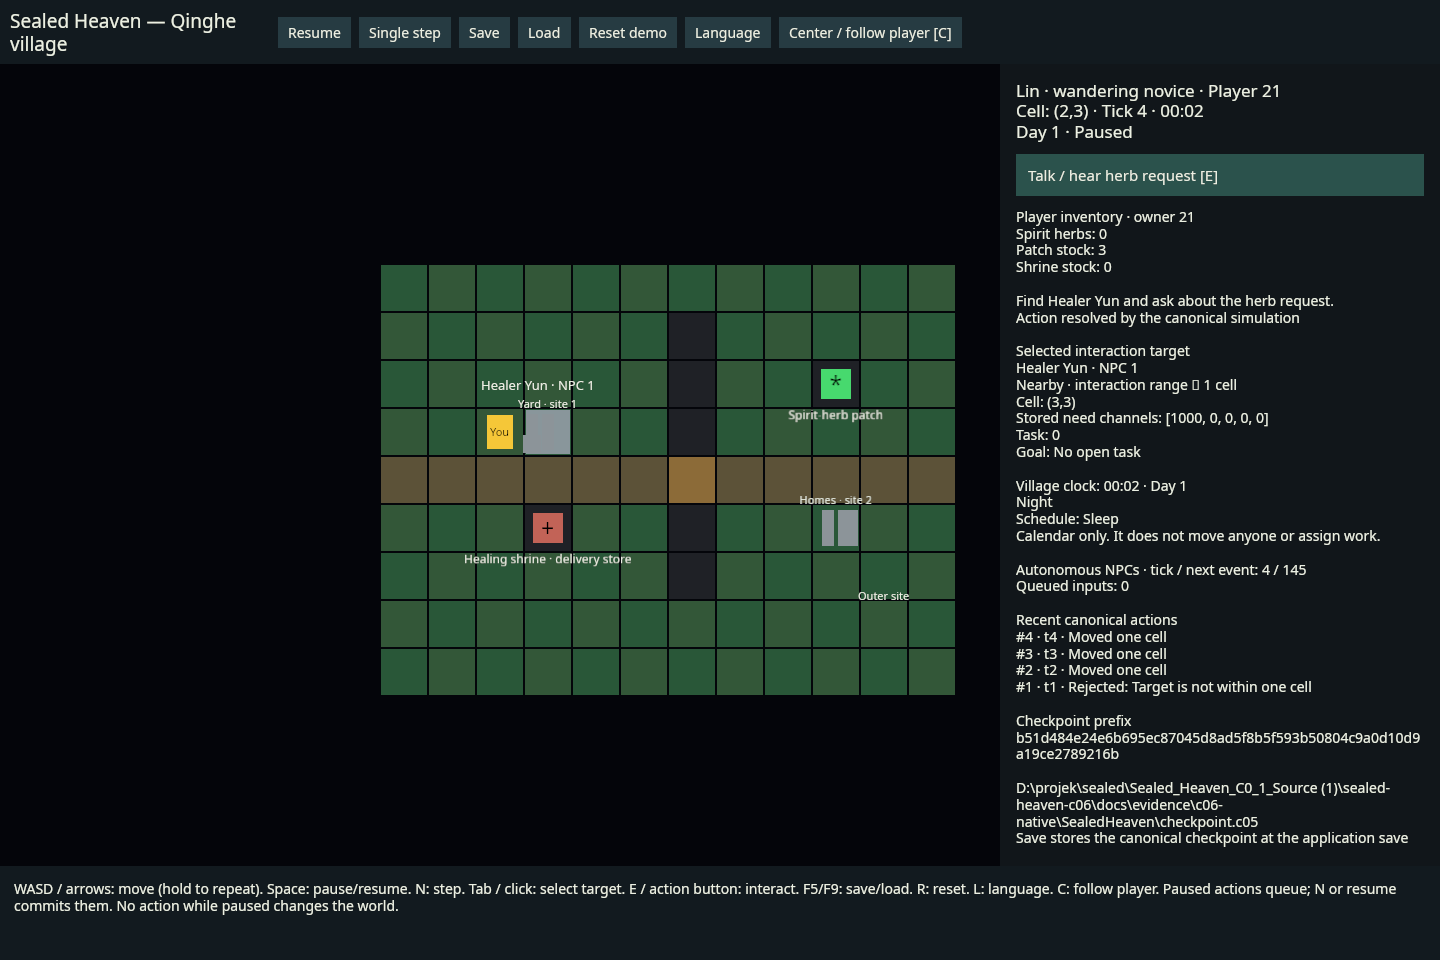 Sealed Heaven — Qinghe
village
Resume
Single step
Save
Load
Reset demo
Language
Center / follow player [C]
Lin · wandering novice · Player 21
Cell: (2,3) · Tick 4 · 00:02
Day 1 · Paused
Talk / hear herb request [E]
Player inventory · owner 21
Spirit herbs: 0
Patch stock: 3
Shrine stock: 0
Find Healer Yun and ask about the herb request.
Action resolved by the canonical simulation
Selected interaction target
Healer Yun · NPC 1
Nearby · interaction range ▯ 1 cell
Cell: (3,3)
Stored need channels: [1000, 0, 0, 0, 0]
Task: 0
Goal: No open task
Village clock: 00:02 · Day 1
Night
Schedule: Sleep
Calendar only. It does not move anyone or assign work.
Autonomous NPCs · tick / next event: 4 / 145
Queued inputs: 0
Recent canonical actions
#4 · t4 · Moved one cell
#3 · t3 · Moved one cell
#2 · t2 · Moved one cell
#1 · t1 · Rejected: Target is not within one cell
Checkpoint prefix
b51d484e24e6b695ec87045d8ad5f8b5f593b50804c9a0d10d9
a19ce2789216b
D:\projek\sealed\Sealed_Heaven_C0_1_Source (1)\sealed-
heaven-c06\docs\evidence\c06-
native\SealedHeaven\checkpoint.c05
Save stores the canonical checkpoint at the application save
Healer Yun · NPC 1
Yard · site 1
You
*
Spirit herb patch
Homes · site 2
+
Healing shrine · delivery store
Outer site
WASD / arrows: move (hold to repeat). Space: pause/resume. N: step. Tab / click: select target. E / action button: interact. F5/F9: save/load. R: reset. L: language. C: follow player. Paused actions queue; N or resume
commits them. No action while paused changes the world.